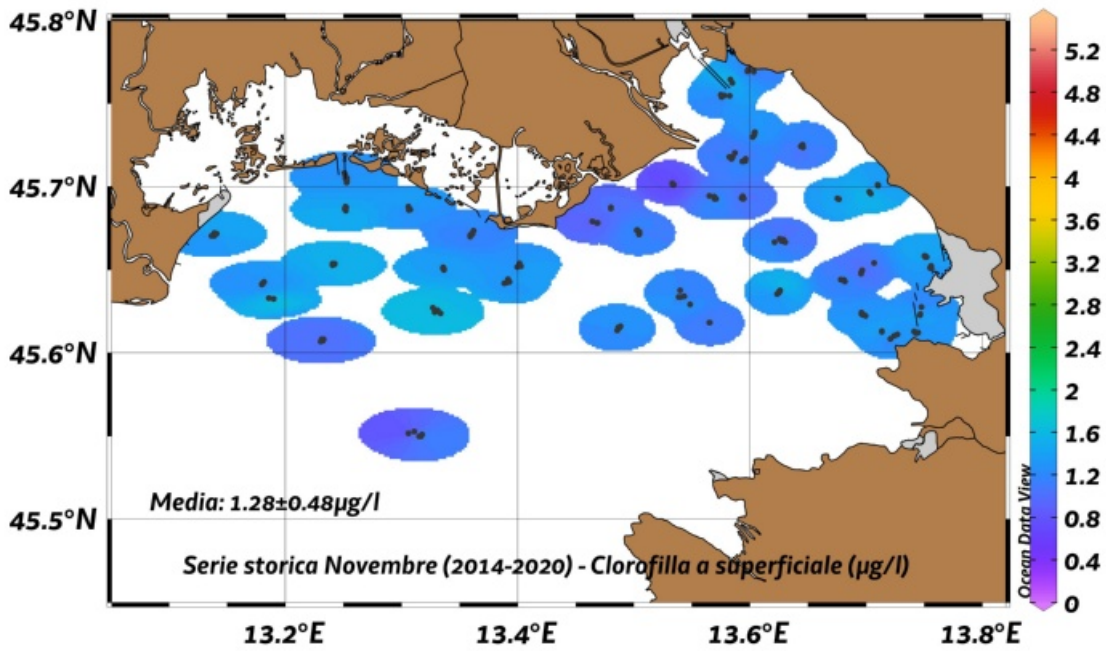 45.8°N
45.7°N
45.6°N
45.5°N
Media: 1.28±0.48µg/l
Serie storica Novembre (2014-2020) - Clorofilla a superficiale (µg/l)
13.2°E
13.4°E
13.6°E
13.8°E
Ocean Data View
5.2
4.8
4.4
4
3.6
3.2
2.8
2.4
2
1.6
1.2
0.8
0.4
0